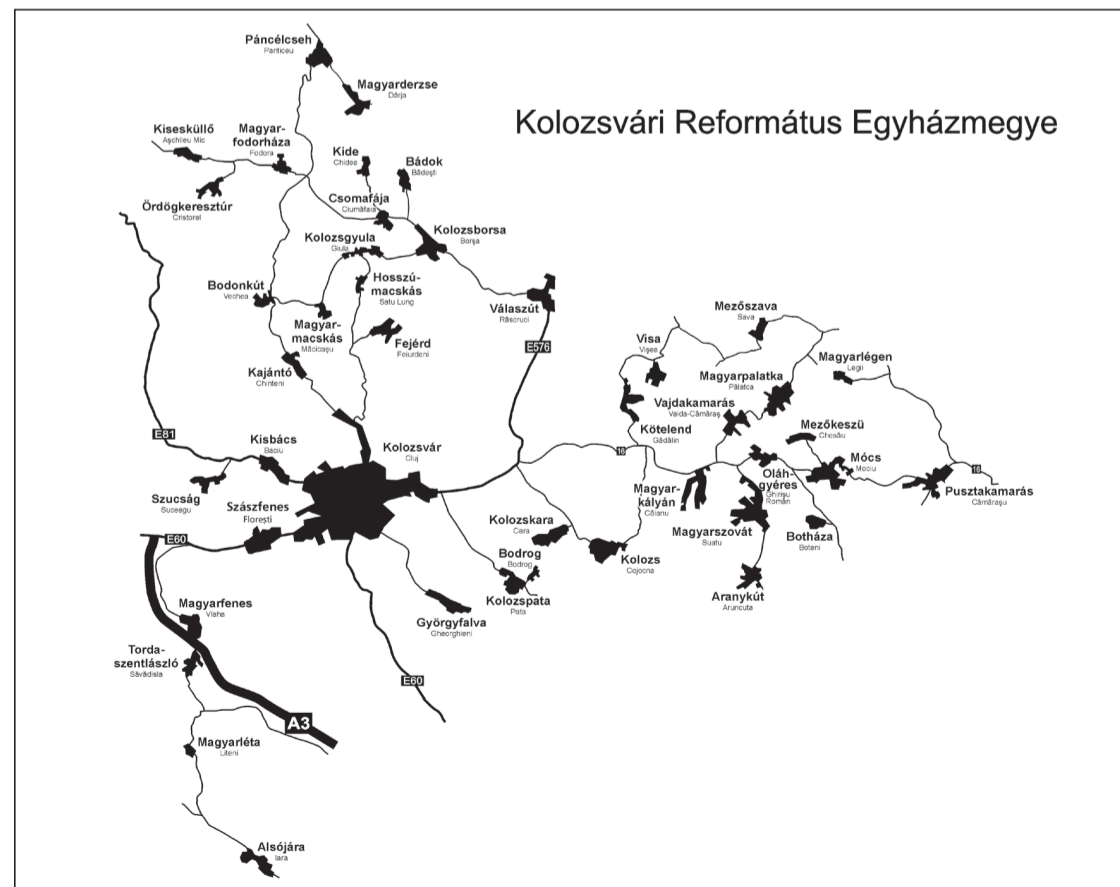 Kolozsvári Református Egyházmegye
Páncélcseh
Panticeu
Magyarderzse
Dârja
Kisesküllő
Așchileu Mic
Magyar-
fodorháza
Fodora
Kide
Chidea
Bádok
Bădești
Ördögkeresztúr
Cristorel
Csomafája
Ciumăfaia
Kolozsborsa
Borșa
Kolozsgyula
Giula
Hosszú-
macskás
Satu Lung
Bodonkút
Vechea
Válaszút
Răscruci
Magyar-
macskás
Măcicașu
Fejérd
Feiurdeni
E576
Kajántó
Chinteni
Mezőszava
Sava
Visa
Vișea
Magyarlégen
Legii
Magyarpalatka
Pălatca
Vajdakamarás
Vaida-Cămăraș
E81
Kisbács
Baciu
Kolozsvár
Cluj
Kötelend
Gădălin
Mezőkeszü
Chesău
16
Mócs
Mociu
16
Szucság
Suceagu
Oláh-
gyéres
Ghirișu
Român
Pusztakamarás
Cămărașu
Szászfenes
Florești
Magyar-
kályán
Căianu
E60
Kolozskara
Cara
Magyarszovát
Suatu
Botháza
Boteni
Bodrog
Bodrog
Kolozs
Cojocna
Kolozspata
Pata
Aranykút
Aruncuta
Magyarfenes
Vlaha
Györgyfalva
Gheorghieni
Torda-
szentlászló
Săvădisla
E60
A3
Magyarléta
Liteni
Alsójára
Iara